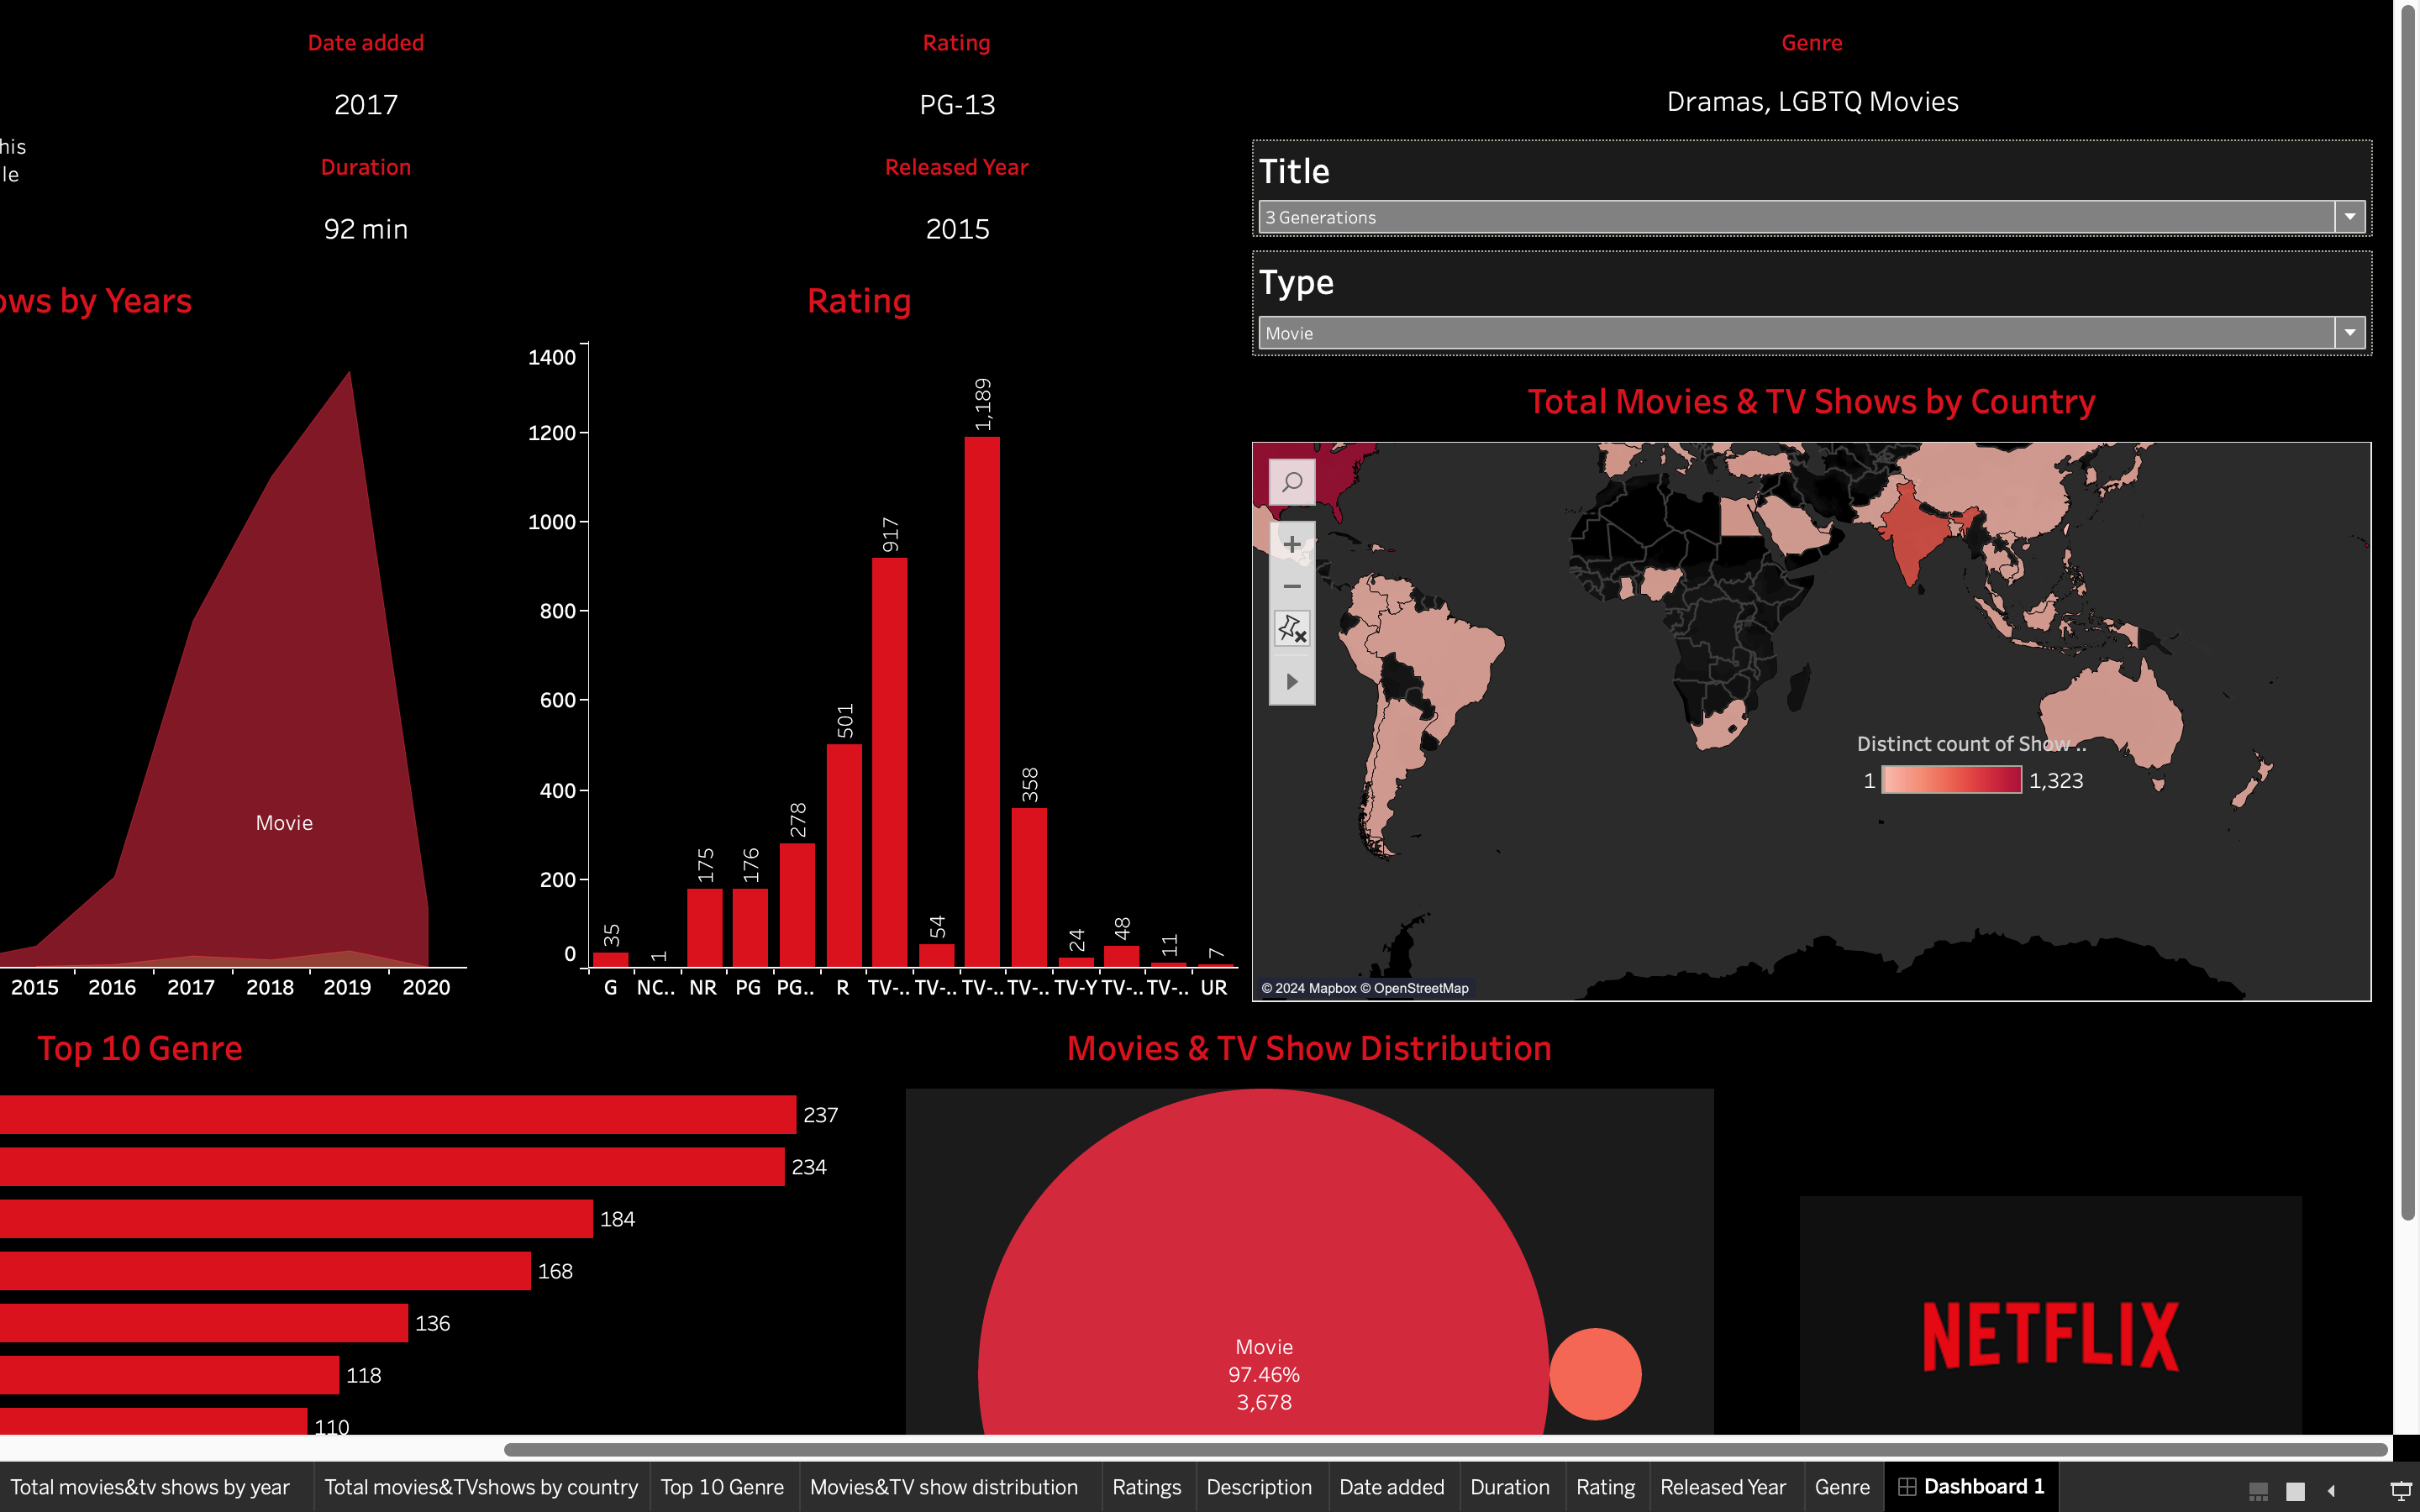 Date added
2017
Rating
PG-13
Genre
Dramas, LGBTQ Movies
his
le
Duration
92 min
Released Year
2015
Title
3 Generations
Type
Movie
ows by Years
Movie
2015 2016 2017 2018 2019 2020
Rating
1400
1200
1000
800
600
400
200
0
35
1
175
176
278
501
917
54
1,189
358
24
48
11
7
G NC.. NR PG PG.. R TV-.. TV-.. TV-.. TV-.. TV-Y TV-.. TV-.. UR
Total Movies & TV Shows by Country
Distinct count of Show ..
1 1,323
© 2024 Mapbox © OpenStreetMap
Top 10 Genre
237
234
184
168
136
118
110
Movies & TV Show Distribution
Movie
97.46%
3,678
NETFLIX
Total movies&tv shows by year Total movies&TVshows by country Top 10 Genre Movies&TV show distribution Ratings Description Date added Duration Rating Released Year Genre Dashboard 1